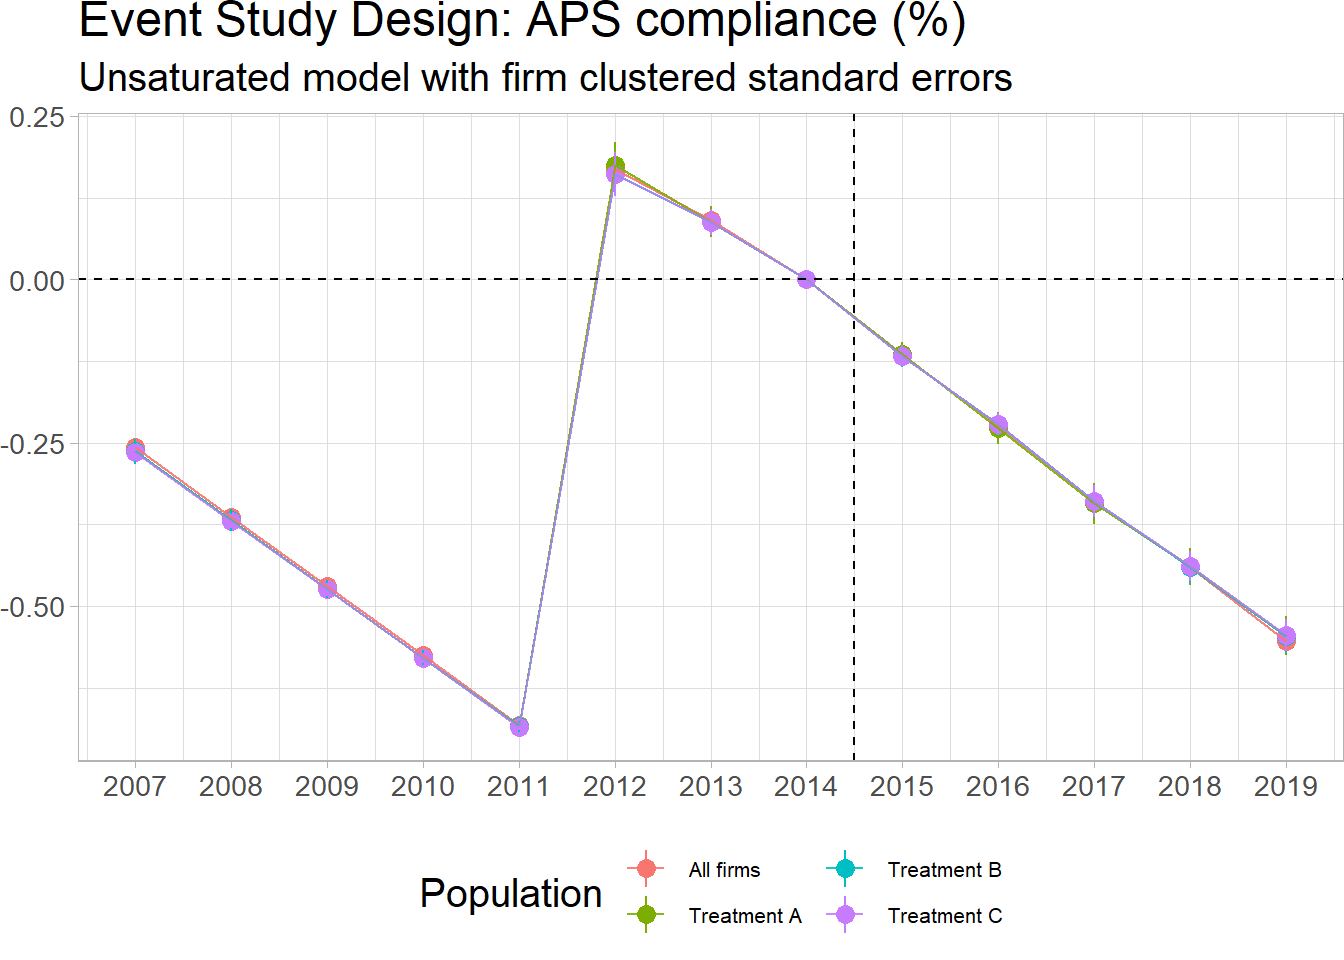 Event Study Design: APS compliance (%)
Unsaturated model with firm clustered standard errors
0.25
0.00
-0.25
-0.50
2007 2008 2009 2010 2011 2012 2013 2014 2015 2016 2017 2018 2019
Population
All firms
Treatment A
Treatment B
Treatment C